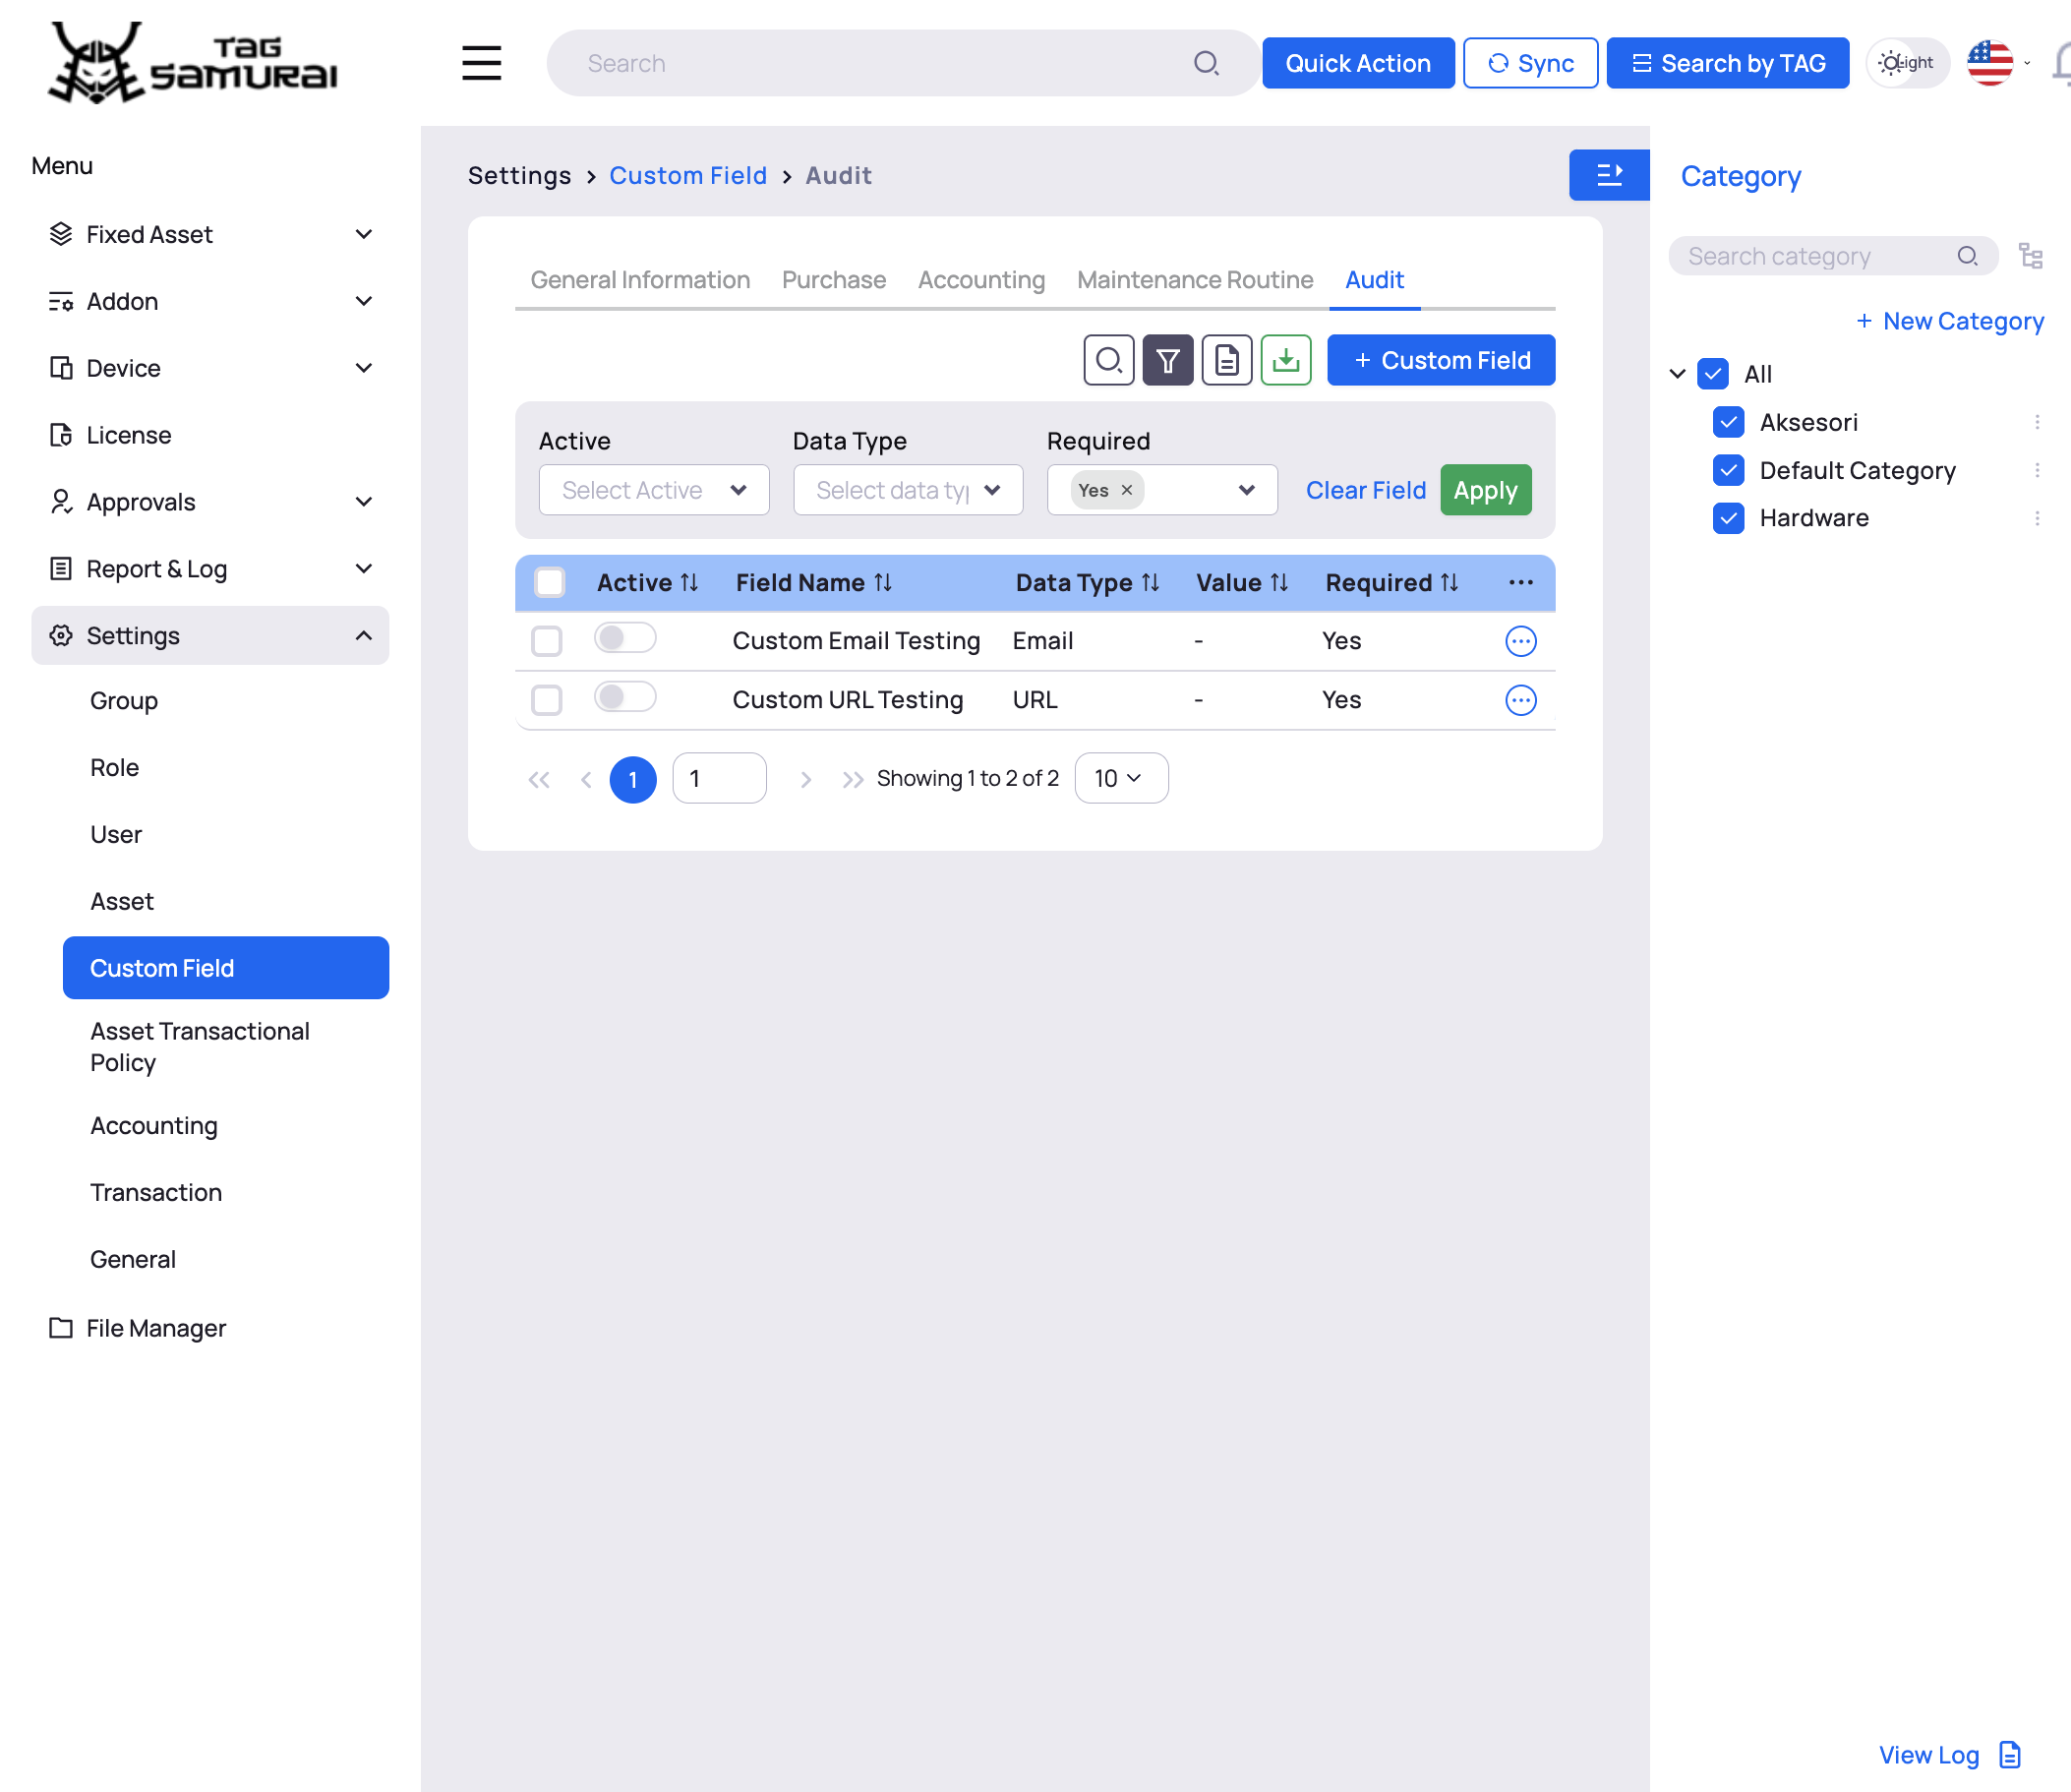 TAG SAMURAI
Search
Quick Action
Sync
Search by TAG
Light
Menu
Fixed Asset
Addon
Device
License
Approvals
Report & Log
Settings
Group
Role
User
Asset
Custom Field
Asset Transactional
Policy
Accounting
Transaction
General
File Manager
Settings > Custom Field > Audit
General Information Purchase Accounting Maintenance Routine Audit
+ Custom Field
Active Data Type Required
Select Active Select data typ Yes × Clear Field Apply
Active Field Name Data Type Value Required ...
Custom Email Testing Email - Yes
Custom URL Testing URL - Yes
1 1 Showing 1 to 2 of 2 10
Category
Search category
+ New Category
All
Aksesori
Default Category
Hardware
View Log